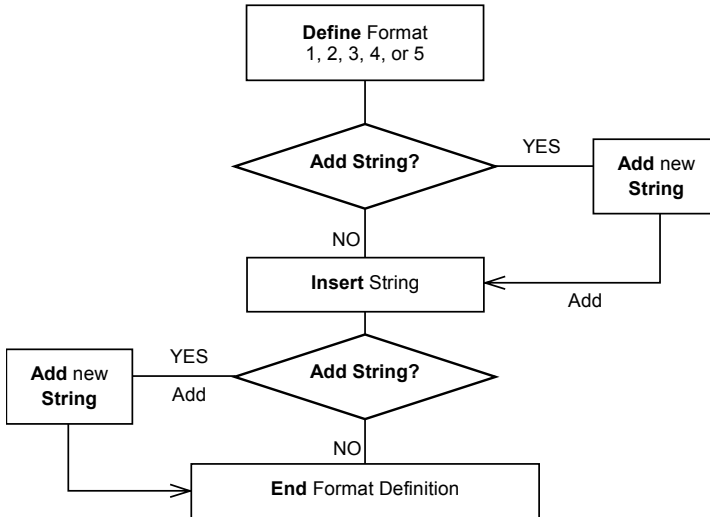 Define Format
1, 2, 3, 4, or 5
Add String?
YES
Add new
String
NO
Insert String
Add
Add String?
YES
Add
Add new
String
NO
End Format Definition